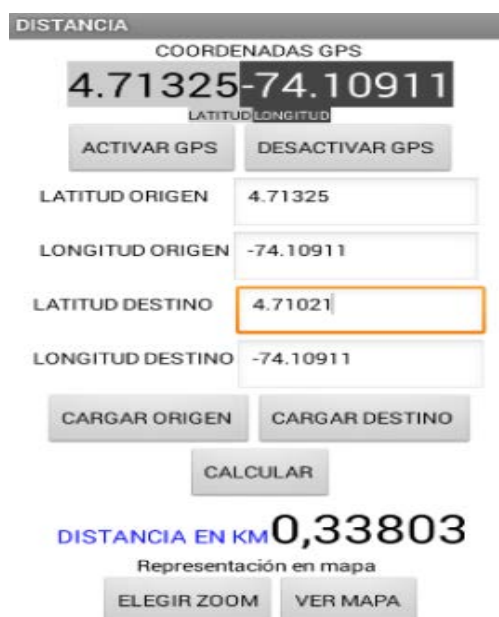 DISTANCIA
COORDENADAS GPS
4.71325-74.10911
LATITUD LONGITUD
ACTIVAR GPS DESACTIVAR GPS
LATITUD ORIGEN 4.71325
LONGITUD ORIGEN -74.10911
LATITUD DESTINO 4.71021
LONGITUD DESTINO -74.10911
CARGAR ORIGEN CARGAR DESTINO
CALCULAR
DISTANCIA EN KM 0,33803
Representación en mapa
ELEGIR ZOOM VER MAPA